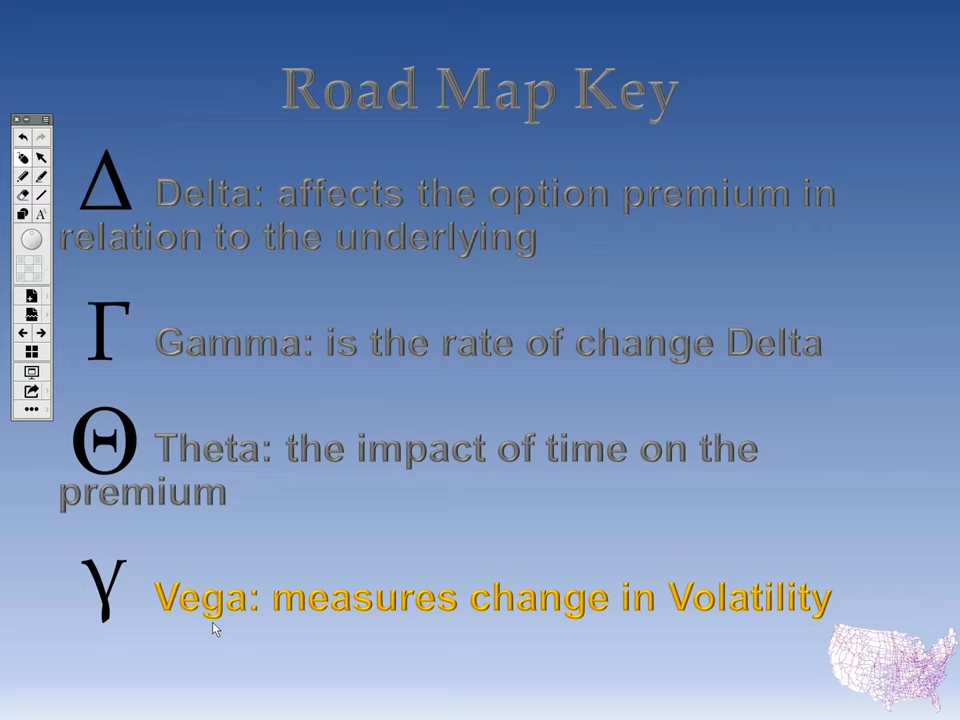 Road Map Key
Δ Delta: affects the option premium in
relation to the underlying
Γ Gamma: is the rate of change Delta
Θ Theta: the impact of time on the
premium
γ Vega: measures change in Volatility